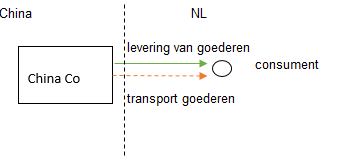 China
NL
levering van goederen
consument
China Co
transport goederen